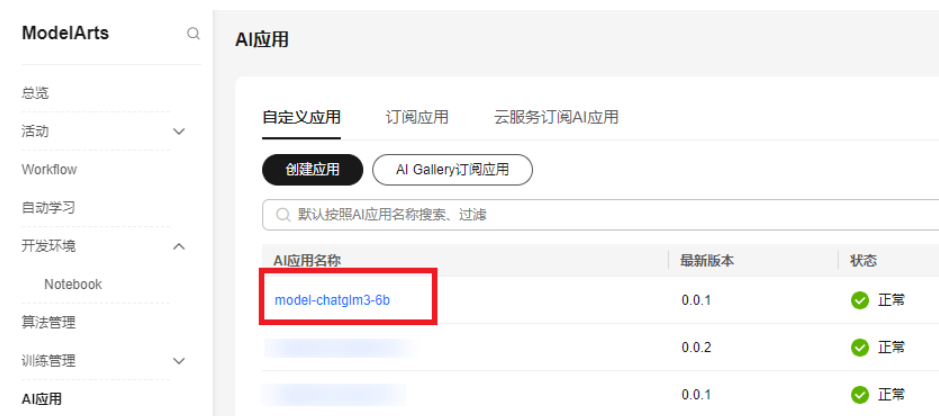 ModelArts
总览
活动
Workflow
自动学习
开发环境
Notebook
算法管理
训练管理
AI应用
AI应用
自定义应用 订阅应用 云服务订阅AI应用
创建应用 AI Gallery订阅应用
默认按照AI应用名称搜索、过滤
AI应用名称 最新版本 状态
model-chatglm3-6b 0.0.1 正常
0.0.2 正常
0.0.1 正常